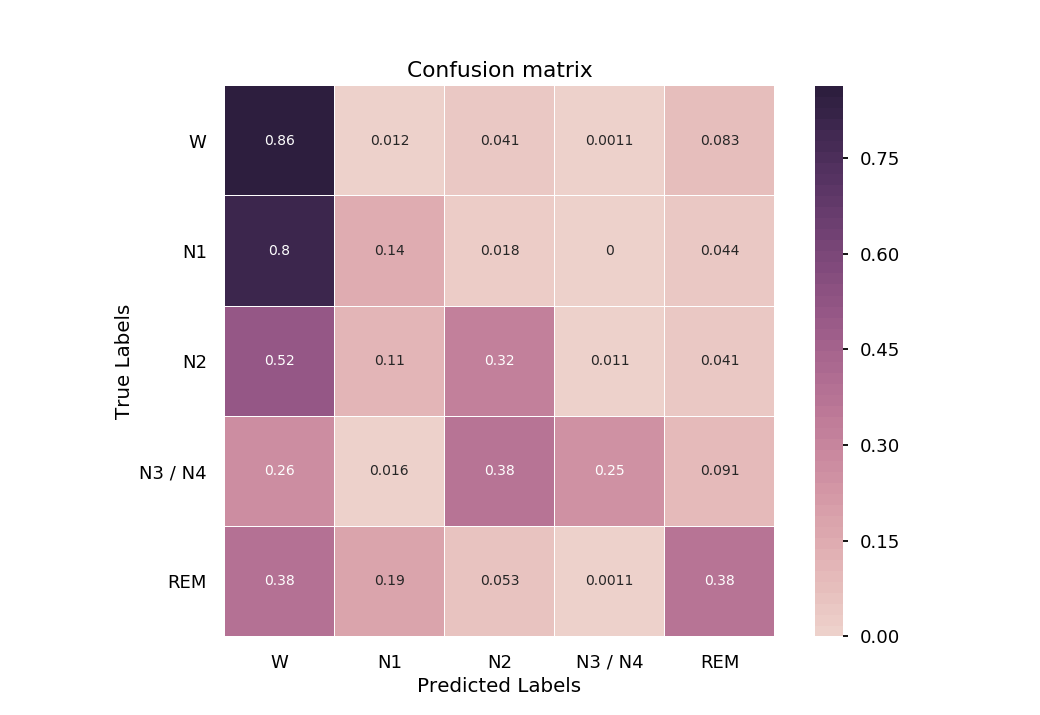 Confusion matrix
W 0.86 0.012 0.041 0.0011 0.083
N1 0.8 0.14 0.018 0 0.044
N2 0.52 0.11 0.32 0.011 0.041
N3 / N4 0.26 0.016 0.38 0.25 0.091
REM 0.38 0.19 0.053 0.0011 0.38
W N1 N2 N3 / N4 REM
Predicted Labels
True Labels
0.75
0.60
0.45
0.30
0.15
0.00